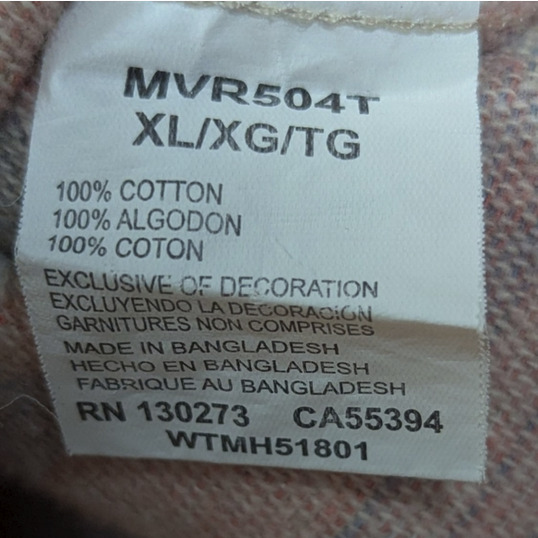 MVR504T
XL/XG/TG
100% COTTON
100% ALGODON
100% COTON
EXCLUSIVE OF DECORATION
EXCLUYENDO LA DECORACION
GARNITURES NON COMPRISES
MADE IN BANGLADESH
HECHO EN BANGLADESH
FABRIQUE AU BANGLADESH
RN 130273 CA55394
WTMH51801